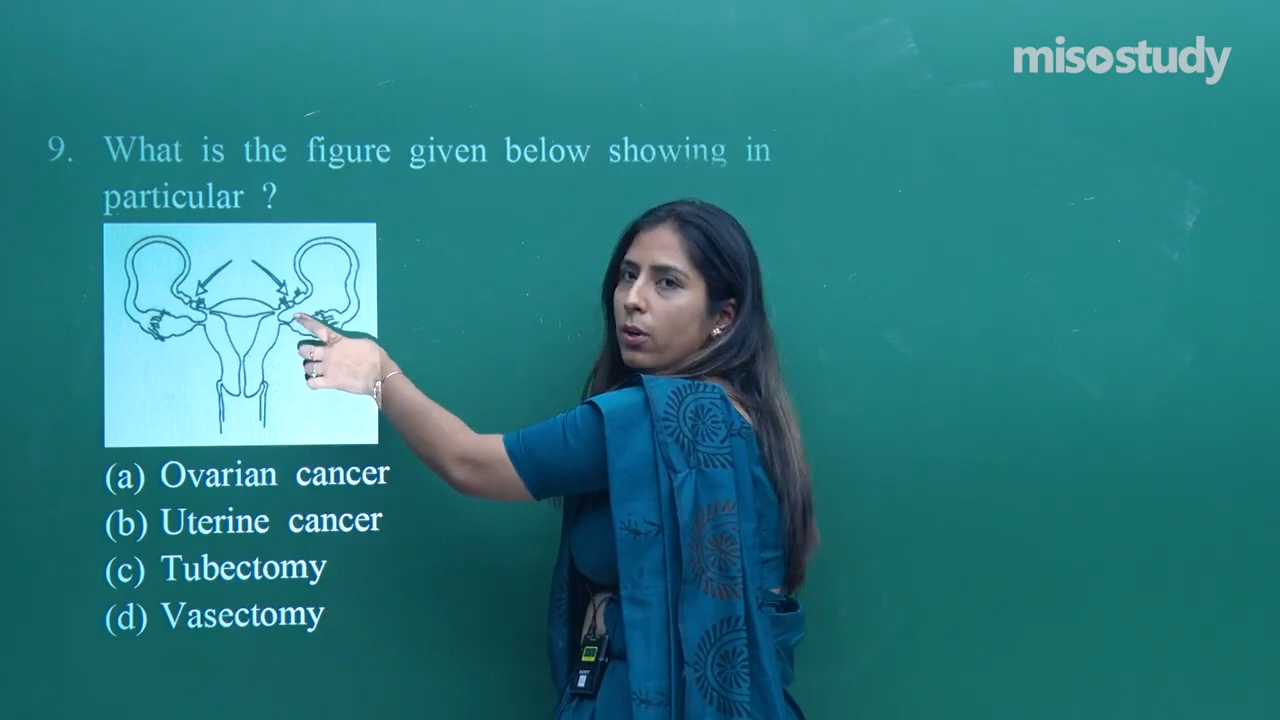 misostudy
9. What is the figure given below showing in
particular ?
(a) Ovarian cancer
(b) Uterine cancer
(c) Tubectomy
(d) Vasectomy